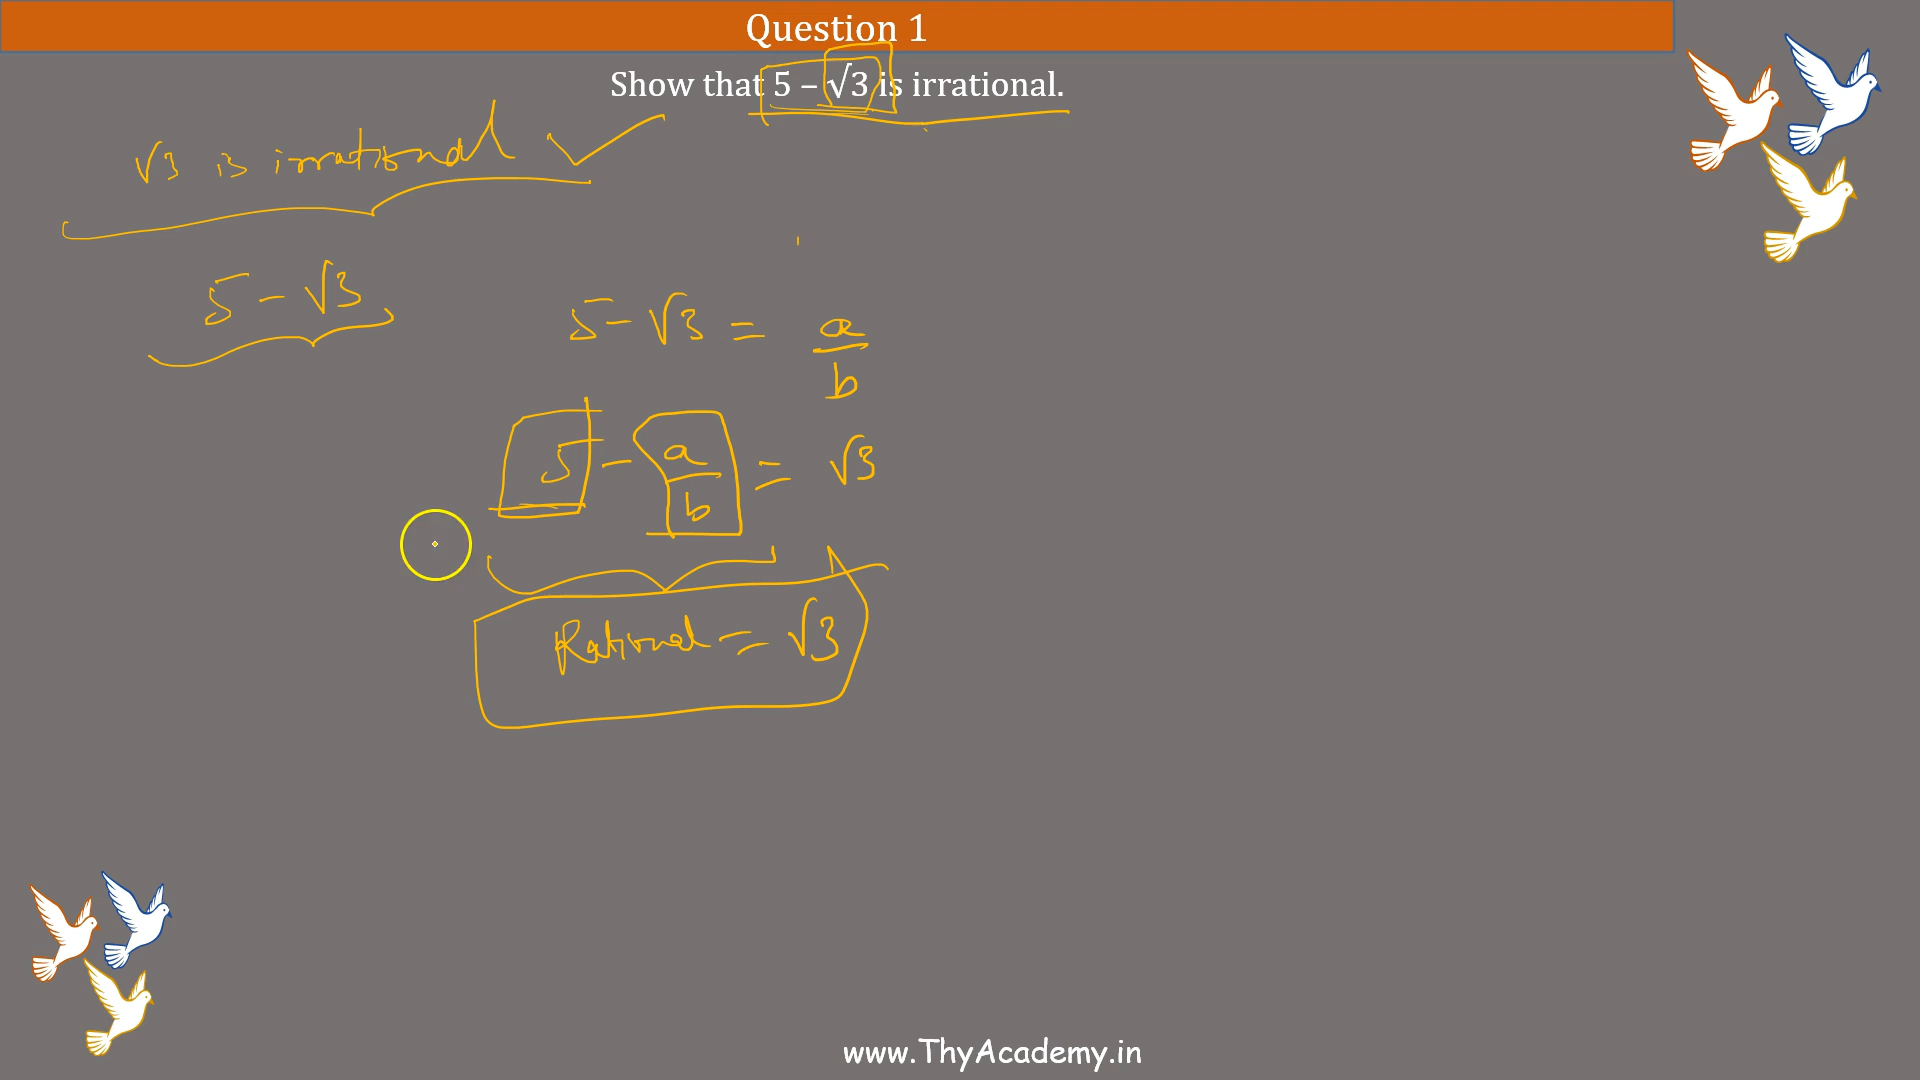 Question 1
Show that 5 – √3 is irrational.
√3 is irrational
5 – √3
5 – √3 = a/b
5 – a/b = √3
Rational = √3
www.ThyAcademy.in